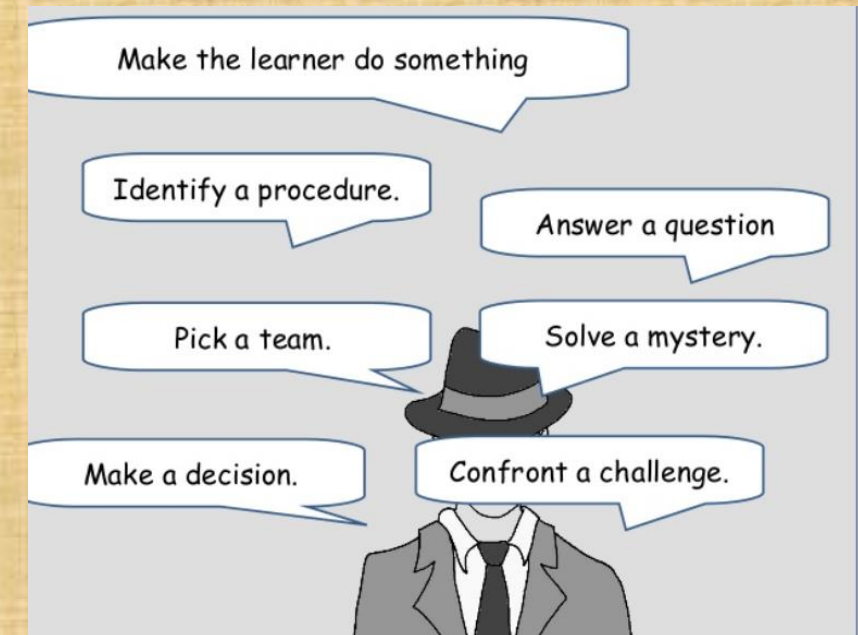 Make the learner do something
Identify a procedure.
Answer a question
Pick a team.
Solve a mystery.
Make a decision.
Confront a challenge.